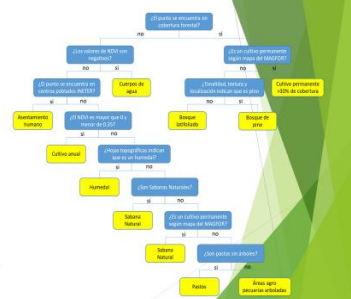 ¿El punto se encuentra en
cobertura forestal?
no
si
¿Los valores de NDVI son
negativos?
¿Es un cultivo permanente
según mapa del MAGFOR?
no
si
no
si
¿El punto se encuentra en
centros poblados INETER?
Cuerpos de
agua
¿Tonalidad, textura y
localización indican que es pino
Cultivo permanente
>30% de cobertura
si
no
no
si
Asentamiento
humano
¿El NDVI es mayor que 0 y
menor de 0.35?
Bosque
latifoliado
Bosque de
pino
si
no
Cultivo anual
¿Hojas topográficas indican
que es un humedal?
si
no
Humedal
¿Son Sabanas Naturales?
si
no
Sabana
Natural
¿Es un cultivo permanente
según mapa del MAGFOR?
si
no
Sabana
Natural
¿Son pastos sin árboles?
si
no
Pastos
Áreas agro
pecuarias arboladas